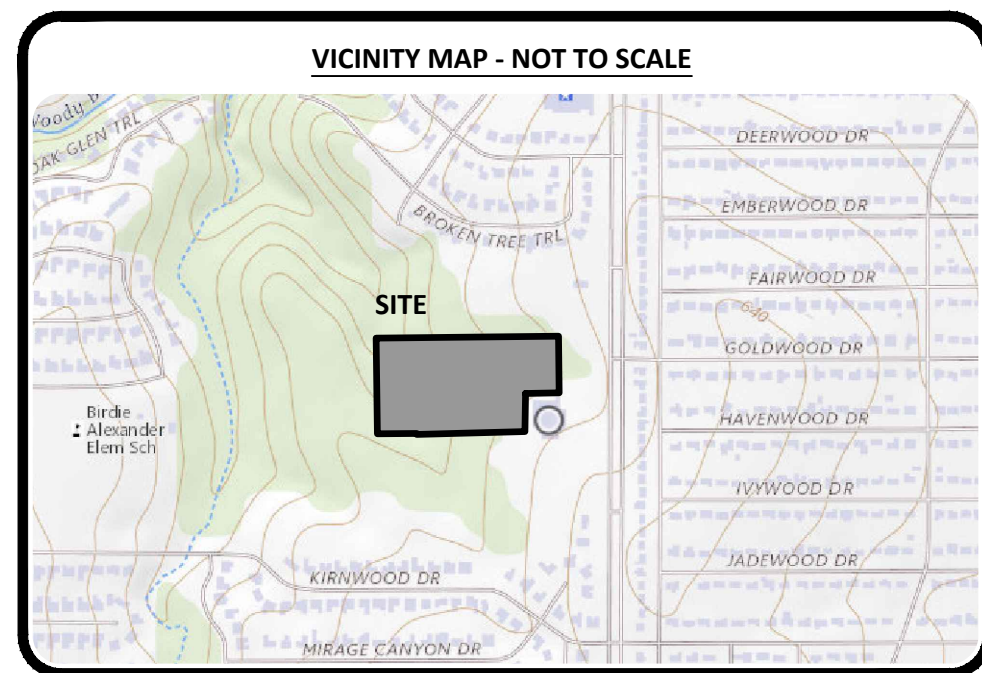 VICINITY MAP - NOT TO SCALE
Woody
OAK GLEN TRL
DEERWOOD DR
EMBERWOOD DR
BROKEN TREE TRL
FAIRWOOD DR
SITE
640
GOLDWOOD DR
Birdie
Alexander
Elem Sch
HAVENWOOD DR
IVYWOOD DR
JADEWOOD DR
KIRNWOOD DR
MIRAGE CANYON DR